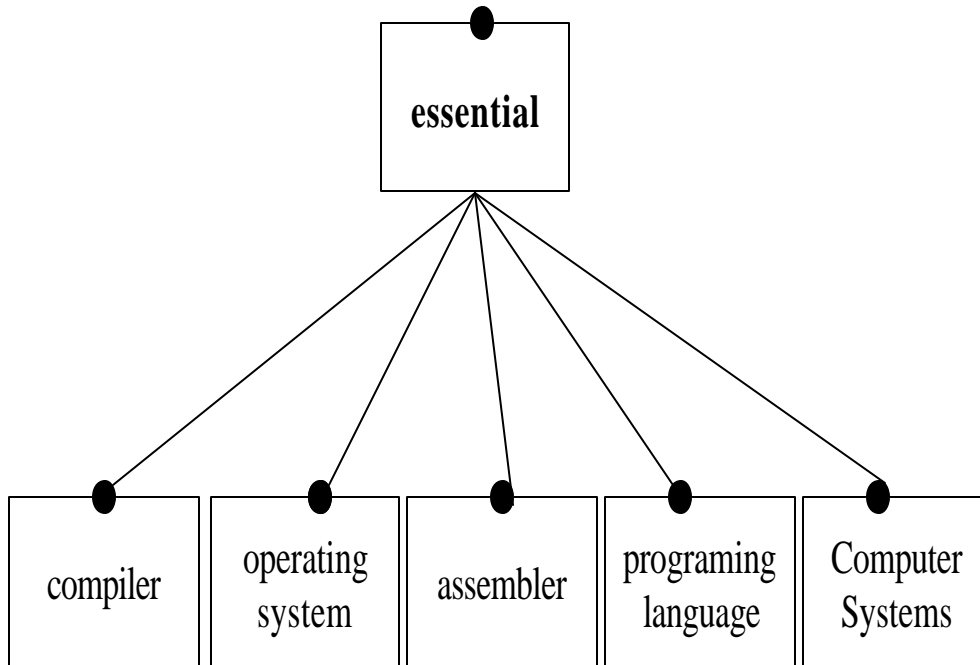 essential
compiler
operating
system
assembler
programing
language
Computer
Systems